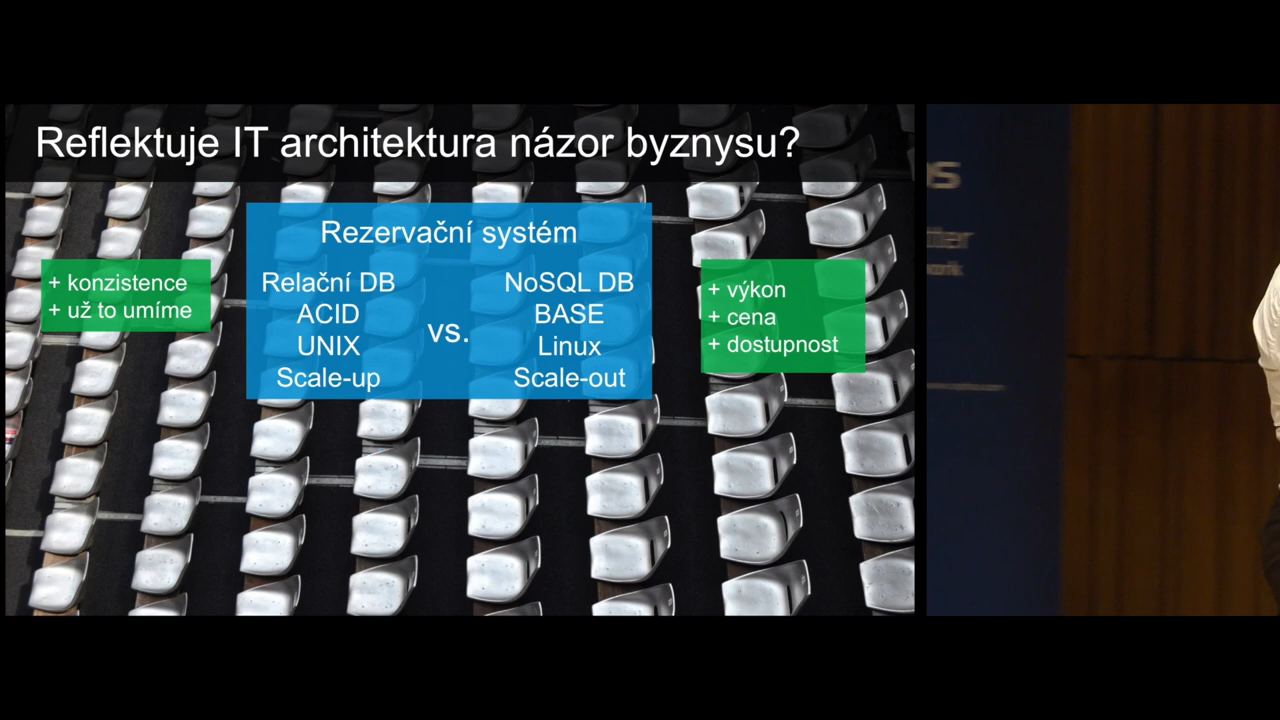 Reflektuje IT architektura názor byznysu?
Rezervační systém
+ konzistence
+ už to umíme
Relační DB
ACID
UNIX
Scale-up
vs.
NoSQL DB
BASE
Linux
Scale-out
+ výkon
+ cena
+ dostupnost